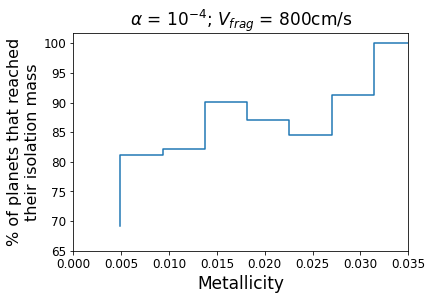 α = 10⁻⁴; V_frag = 800cm/s
% of planets that reached
their isolation mass
100
95
90
85
80
75
70
65
0.000 0.005 0.010 0.015 0.020 0.025 0.030 0.035
Metallicity